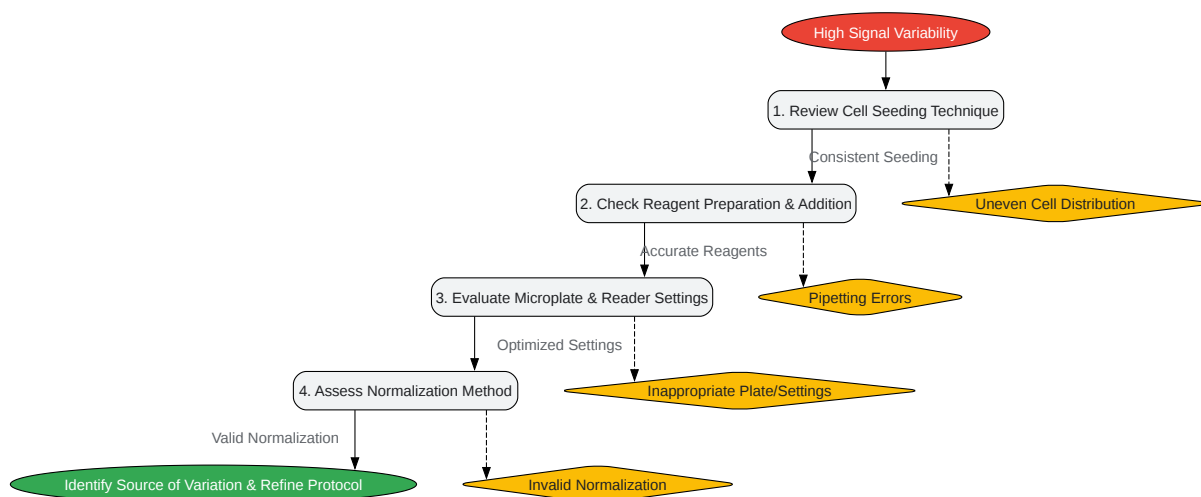 High Signal Variability
1. Review Cell Seeding Technique
Consistent Seeding
2. Check Reagent Preparation & Addition
Uneven Cell Distribution
Accurate Reagents
3. Evaluate Microplate & Reader Settings
Pipetting Errors
Optimized Settings
4. Assess Normalization Method
Inappropriate Plate/Settings
Valid Normalization
Identify Source of Variation & Refine Protocol
Invalid Normalization